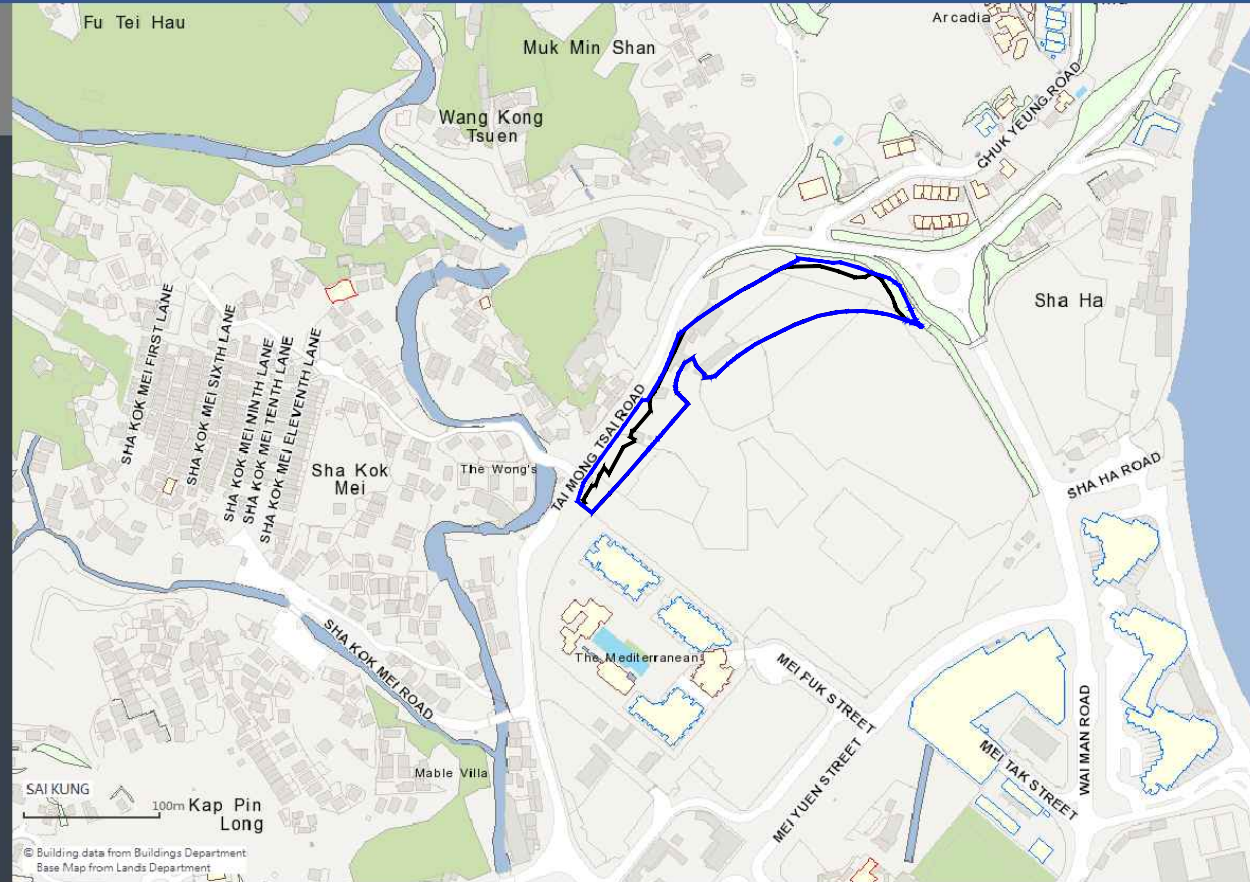 Fu Tei Hau
Muk Min Shan
Arcadia
CHUK YEUNG ROAD
Wang Kong
Tsuen
Sha Ha
SHA KOK MEI FIRST LANE
SHA KOK MEI SIXTH LANE
SHA KOK MEI NINTH LANE
SHA KOK MEI TENTH LANE
SHA KOK MEI ELEVENTH LANE
TAI MONG TSAI ROAD
Sha Kok
Mei
The Wong's
SHA HA ROAD
SHA KOK MEI ROAD
The Mediterranean
MEI FUK STREET
MEI YUEN STREET
WAI MAN ROAD
MEI TAK STREET
Mable Villa
SAI KUNG
100m
Kap Pin
Long
© Building data from Buildings Department
Base Map from Lands Department